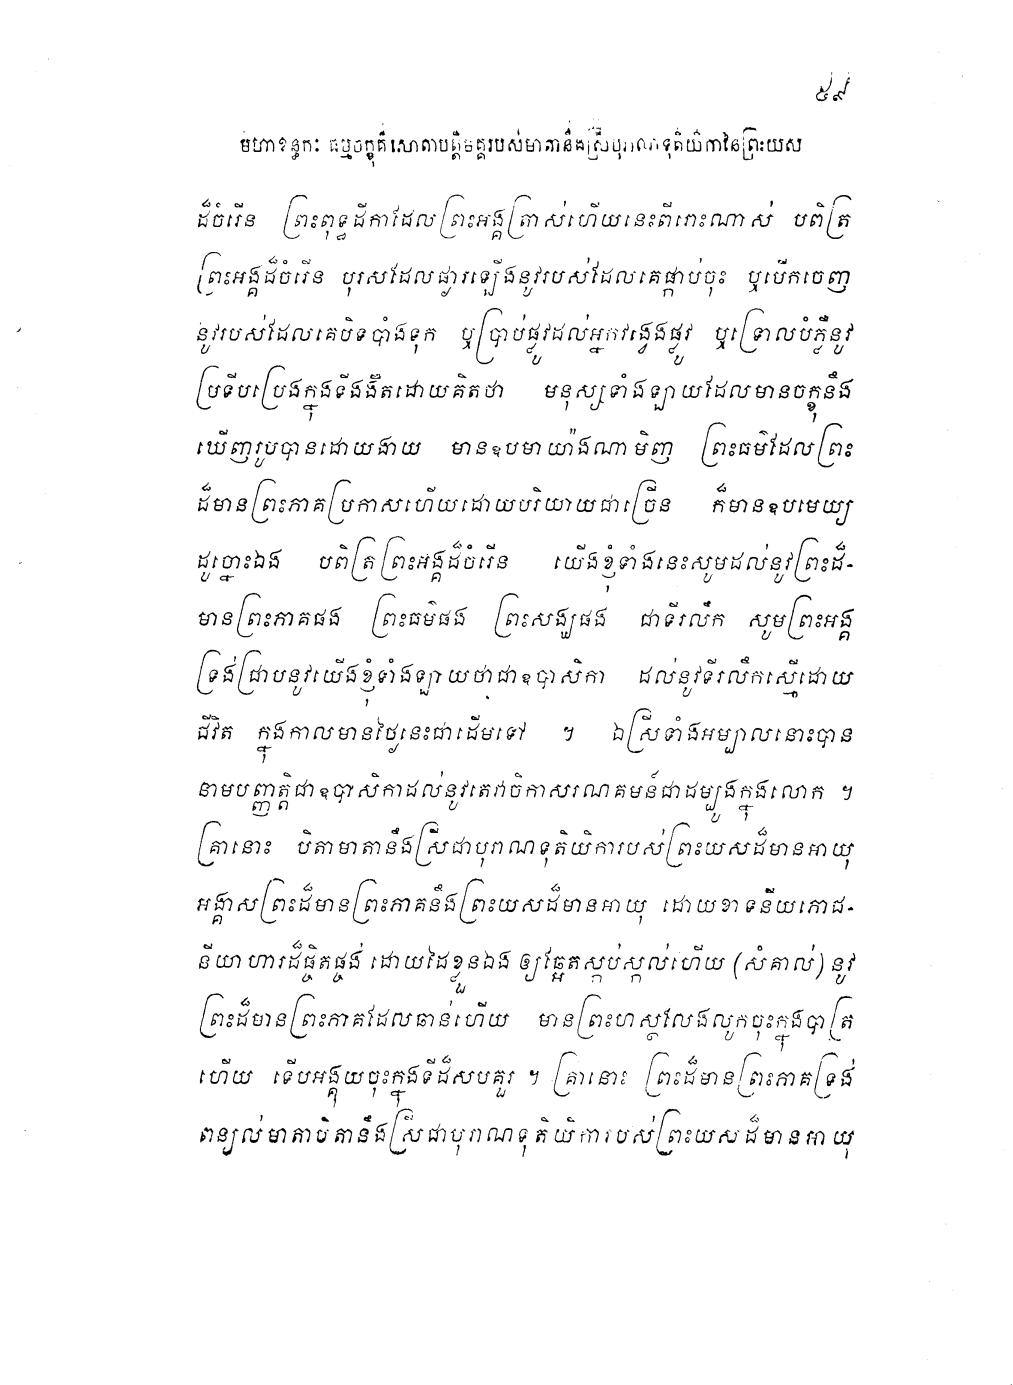 ៥៩
មហាខន្ធកៈ ធម្មចក្ខុគឺសោតាបត្តិមគ្គរបស់មាតានឹងស្រីបុរាណទុតិយិកានៃព្រះយស
ដ៏ចំរើន ព្រះពុទ្ធដីកាដែលព្រះអង្គត្រាស់ហើយនេះពីរោះណាស់ បពិត្រ
ព្រះអង្គដ៏ចំរើន បុរសដែលផ្ងារឡើងនូវរបស់ដែលគេផ្កាប់ចុះ ឬបើកចេញ
នូវរបស់ដែលគេបិទបាំងទុក ឬប្រាប់ផ្លូវដល់អ្នកវង្វេងផ្លូវ ឬទ្រោលបំភ្លឺនូវ
ប្រទីបប្រេងក្នុងទីងងឹតដោយគិតថា មនុស្សទាំងឡាយដែលមានចក្ខុនឹង
ឃើញរូបបានដោយងាយ មានឧបមាយ៉ាងណាមិញ ព្រះធម៌ដែលព្រះ
ដ៏មានព្រះភាគប្រកាសហើយដោយបរិយាយជាច្រើន ក៏មានឧបមេយ្យ
ដូច្នោះឯង បពិត្រព្រះអង្គដ៏ចំរើន យើងខ្ញុំទាំងនេះសូមដល់នូវព្រះដ៏-
មានព្រះភាគផង ព្រះធម៌ផង ព្រះសង្ឃផង ជាទីរលឹក សូមព្រះអង្គ
ទ្រង់ជ្រាបនូវយើងខ្ញុំទាំងឡាយថាជាឧបាសិកា ដល់នូវទីរលឹកស្មើដោយ
ជីវិត ក្នុងកាលមានថ្ងៃនេះជាដើមទៅ ។ ឯស្រីទាំងអម្បាលនោះបាន
នាមបញ្ញាត្តិជាឧបាសិកាដល់នូវតេវាចិកាសរណគមន៍ជាដម្បូងក្នុងលោក ។
គ្រានោះ បិតាមាតានឹងស្រីជាបុរាណទុតិយិការបស់ព្រះយសដ៏មានអាយុ
អង្គាសព្រះដ៏មានព្រះភាគនឹងព្រះយសដ៏មានអាយុ ដោយខាទនីយភោជ-
នីយាហារដ៏ផ្ចិតផ្ចង់ ដោយដៃខ្លួនឯង ឲ្យឆ្អែតស្កប់ស្កល់ហើយ (សំគាល់) នូវ
ព្រះដ៏មានព្រះភាគដែលឆាន់ហើយ មានព្រះហស្តលែងលូកចុះក្នុងបាត្រ
ហើយ ទើបអង្គុយចុះក្នុងទីដ៏សមគួរ ។ គ្រានោះ ព្រះដ៏មានព្រះភាគទ្រង់
ពន្យល់មាតាបិតានឹងស្រីជាបុរាណទុតិយិការបស់ព្រះយសដ៏មានអាយុ